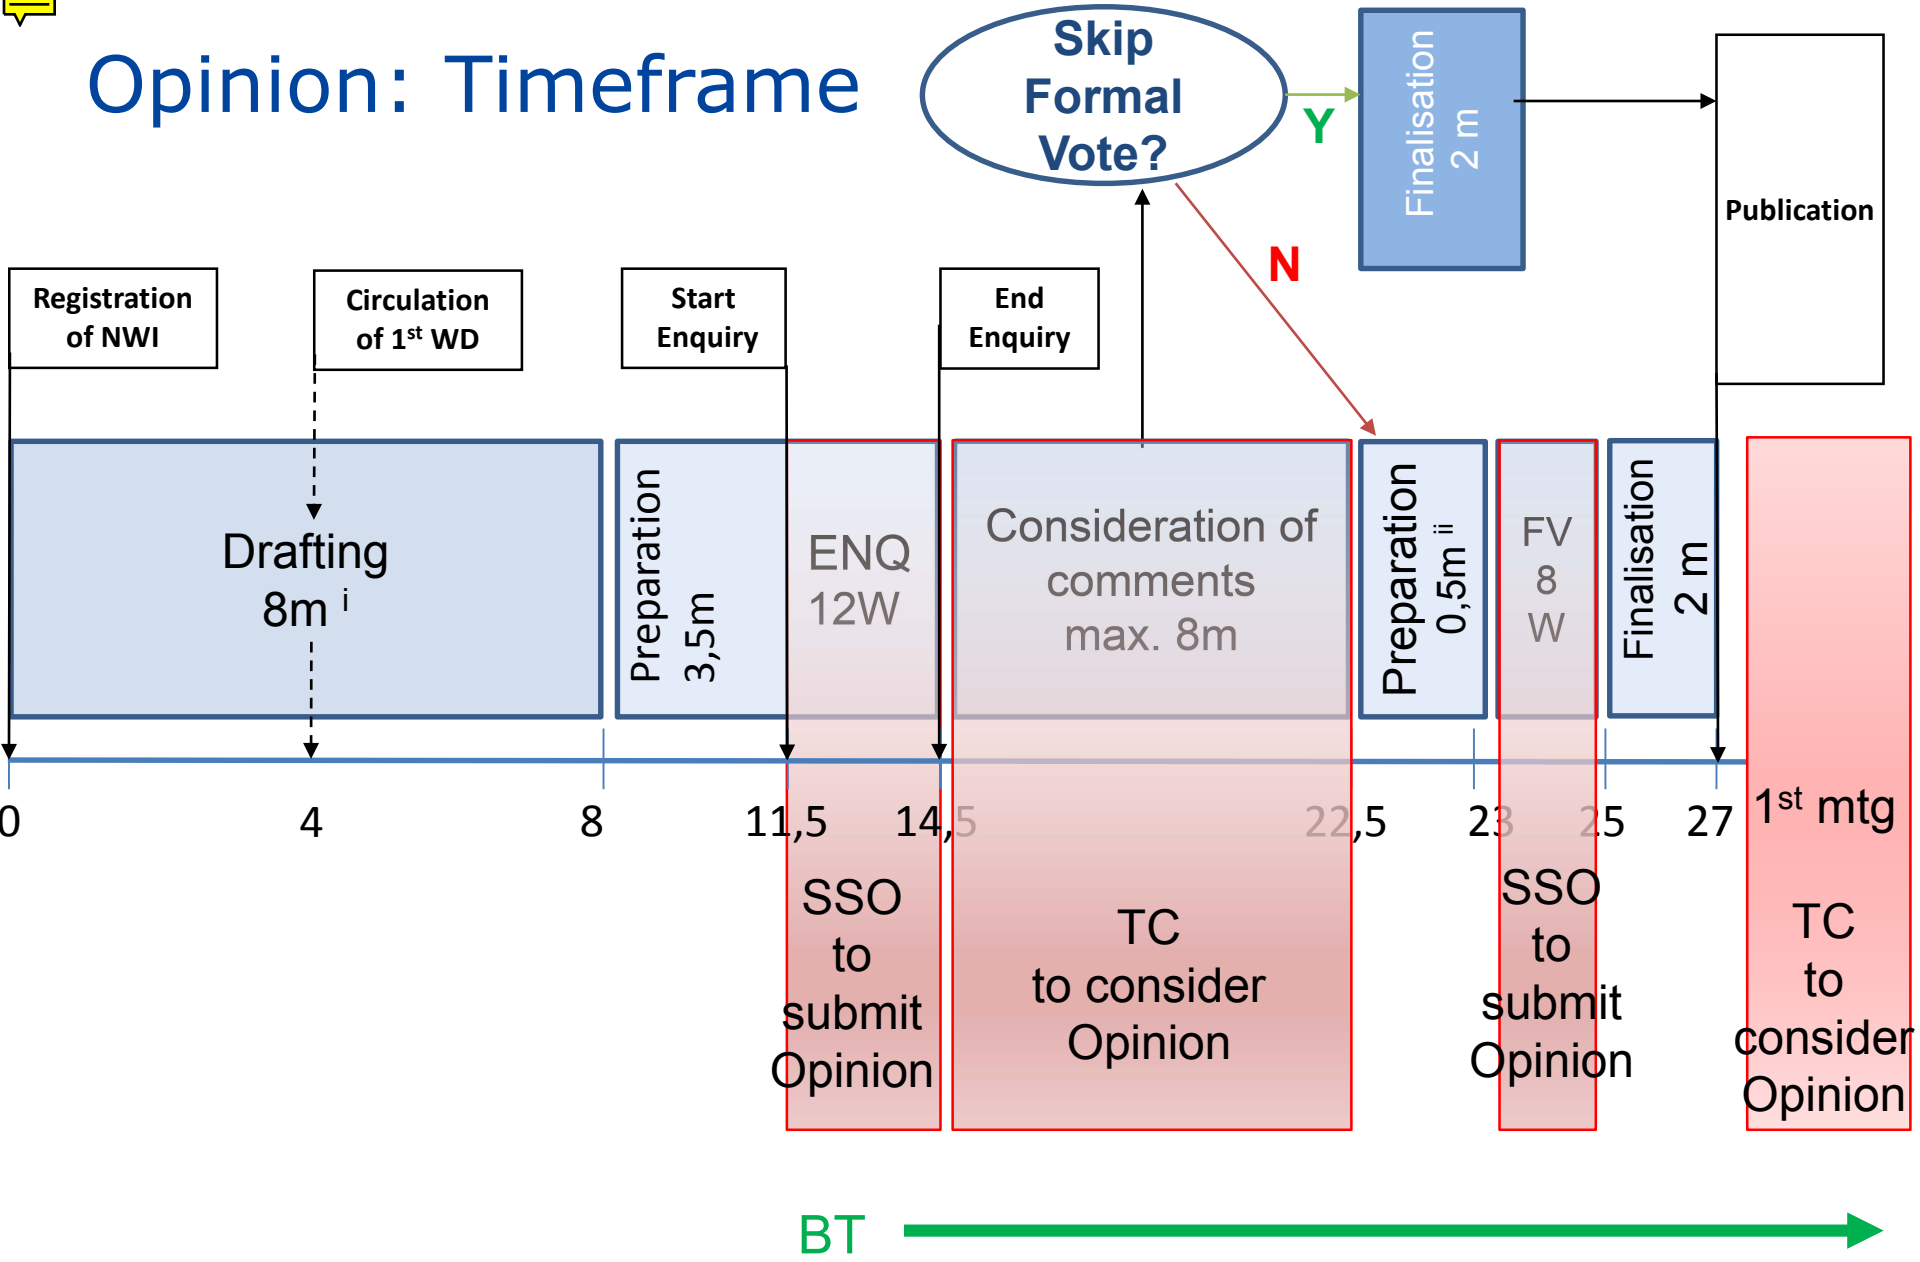 Opinion: Timeframe
Skip
Formal
Vote?
Y
N
Finalisation
2 m
Publication
Registration
of NWI
Circulation
of 1st WD
Start
Enquiry
End
Enquiry
Drafting
8m i
Preparation
3,5m
ENQ
12W
Consideration of
comments
max. 8m
Preparation
0,5m ii
FV
8
W
Finalisation
2 m
0
4
8
11,5
14,5
22,5
23
25
27
SSO
to
submit
Opinion
TC
to consider
Opinion
SSO
to
submit
Opinion
1st mtg
TC
to
consider
Opinion
BT